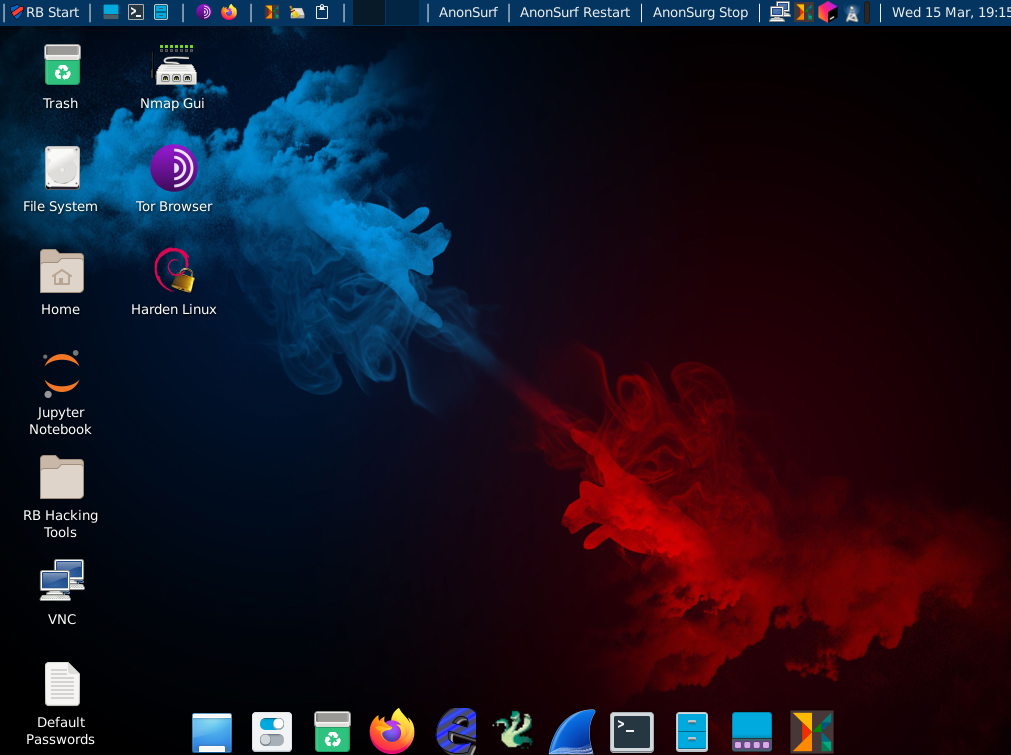 RB Start
AnonSurf
AnonSurf Restart
AnonSurg Stop
Wed 15 Mar, 19:15
Trash
Nmap Gui
File System
Tor Browser
Home
Harden Linux
Jupyter
Notebook
RB Hacking
Tools
VNC
Default
Passwords